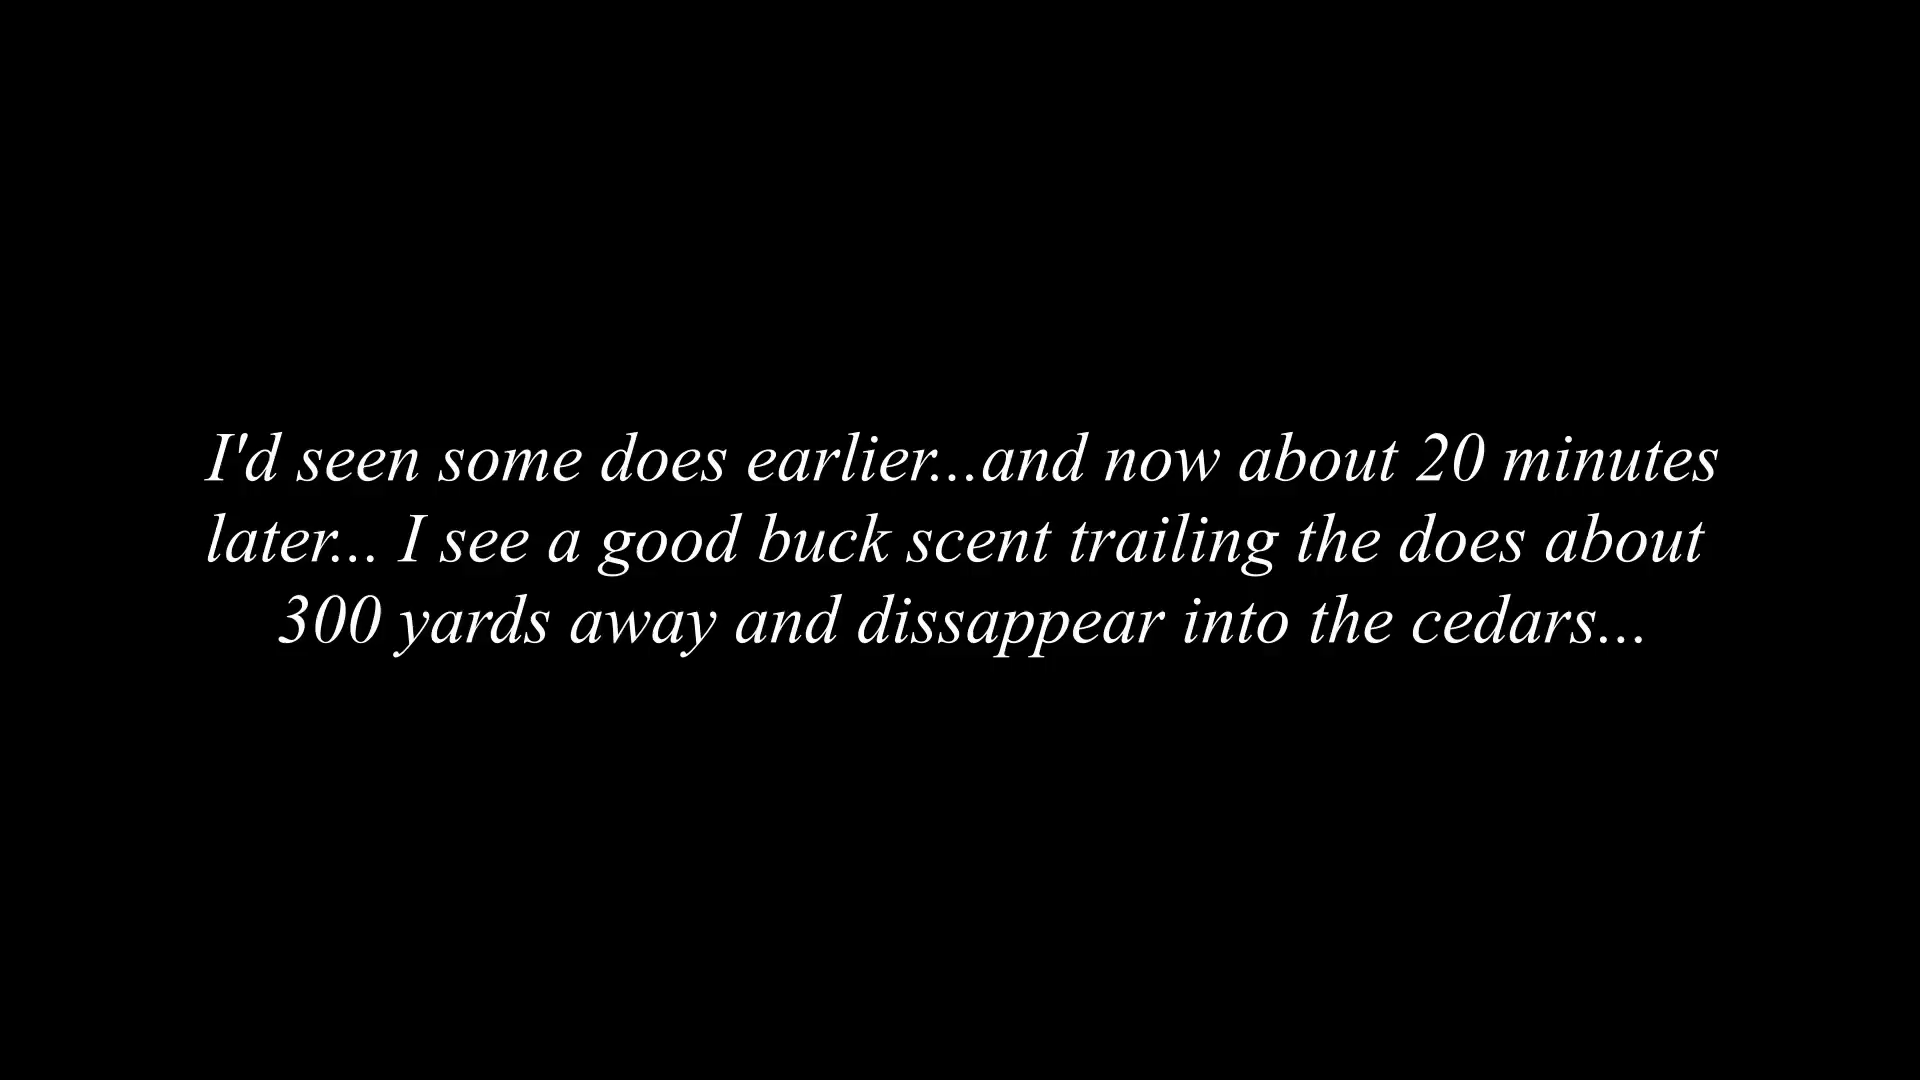 I'd seen some does earlier...and now about 20 minutes
later... I see a good buck scent trailing the does about
300 yards away and dissappear into the cedars...